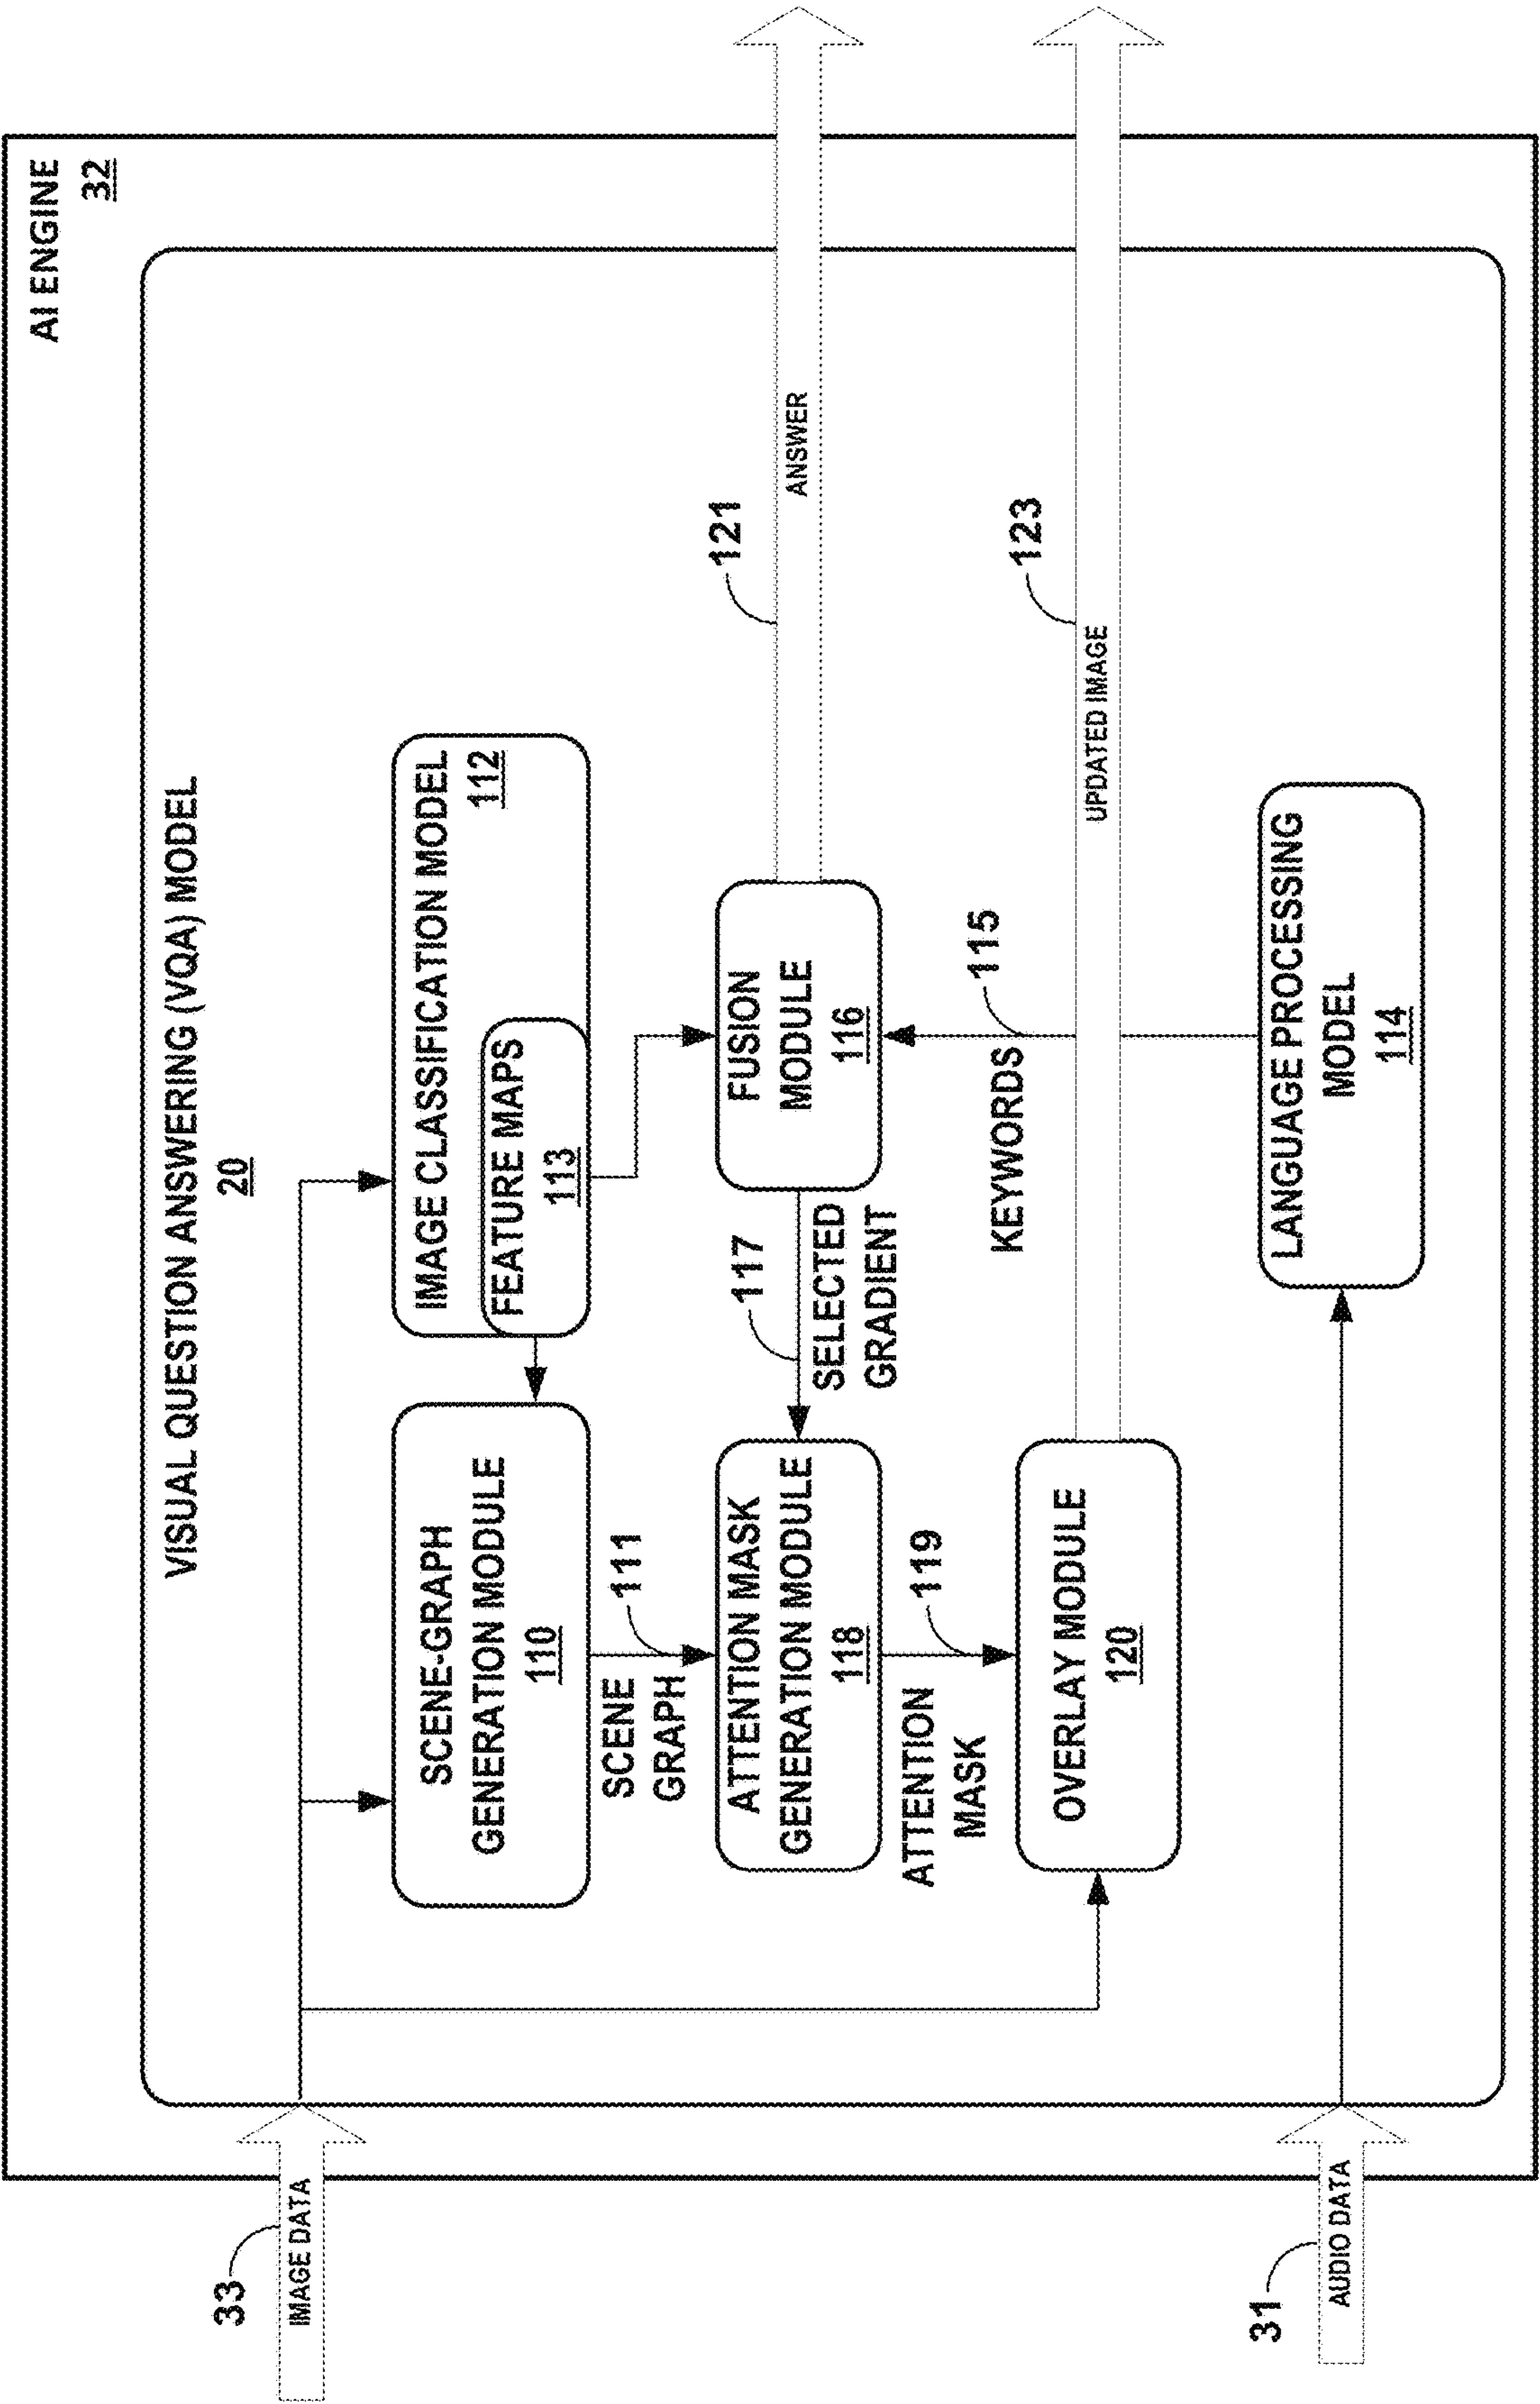 AI ENGINE
32
VISUAL QUESTION ANSWERING (VQA) MODEL
20
33
IMAGE DATA
SCENE-GRAPH
GENERATION MODULE
110
IMAGE CLASSIFICATION MODEL
112
FEATURE MAPS
113
SCENE
GRAPH
111
ATTENTION MASK
GENERATION MODULE
118
117
SELECTED
GRADIENT
FUSION
MODULE
116
121
ANSWER
ATTENTION
MASK
119
OVERLAY MODULE
120
KEYWORDS
115
123
UPDATED IMAGE
31
AUDIO DATA
LANGUAGE PROCESSING
MODEL
114